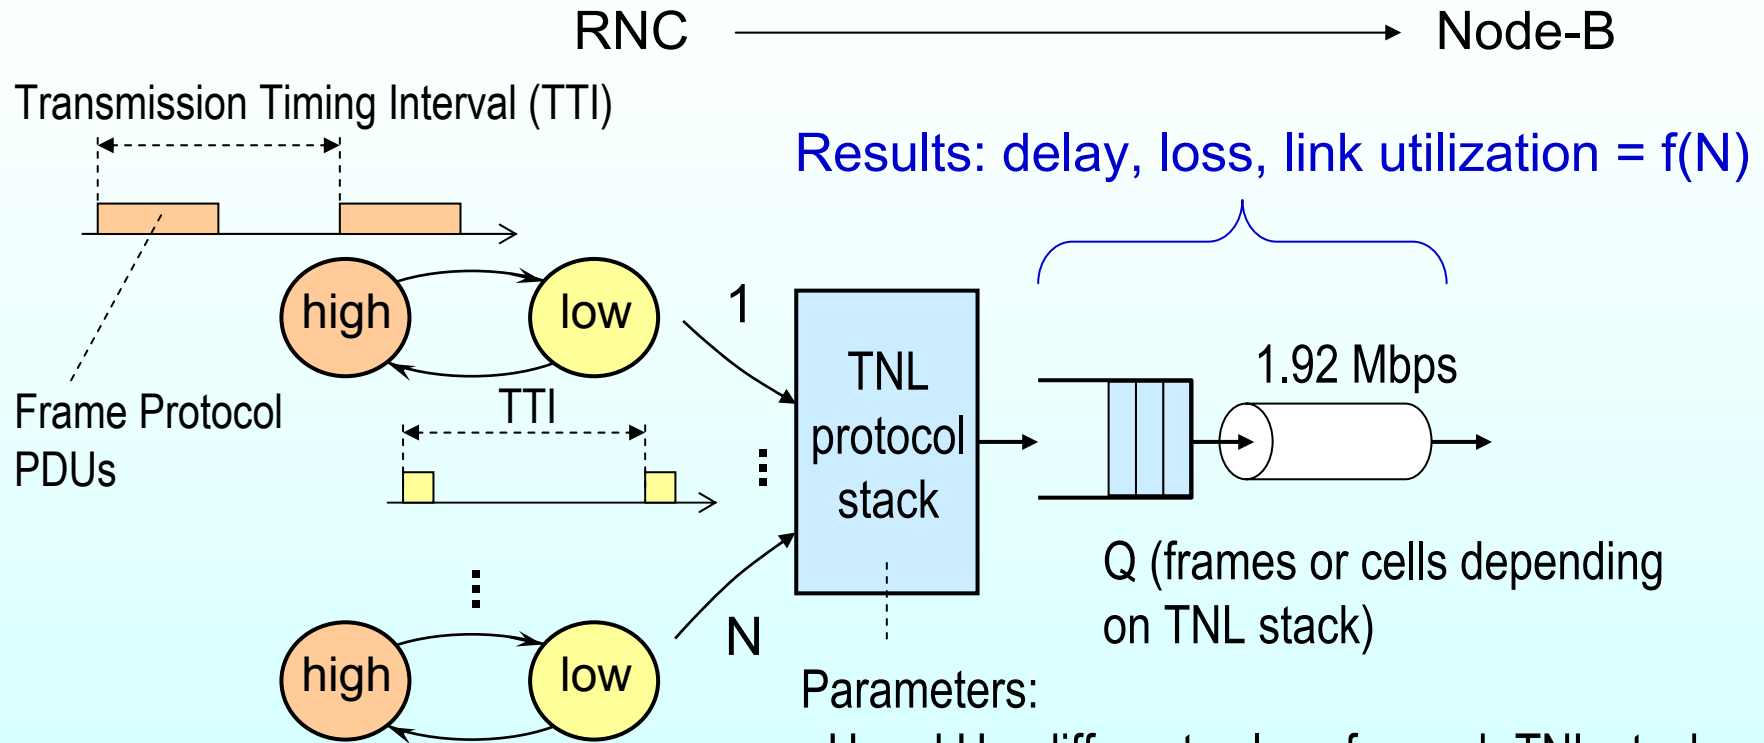 RNC
Node-B
Transmission Timing Interval (TTI)
Results: delay, loss, link utilization = f(N)
high
low
1
TNL
protocol
stack
1.92 Mbps
Frame Protocol
PDUs
TTI
Q (frames or cells depending
on TNL stack)
N
high
low
Parameters: